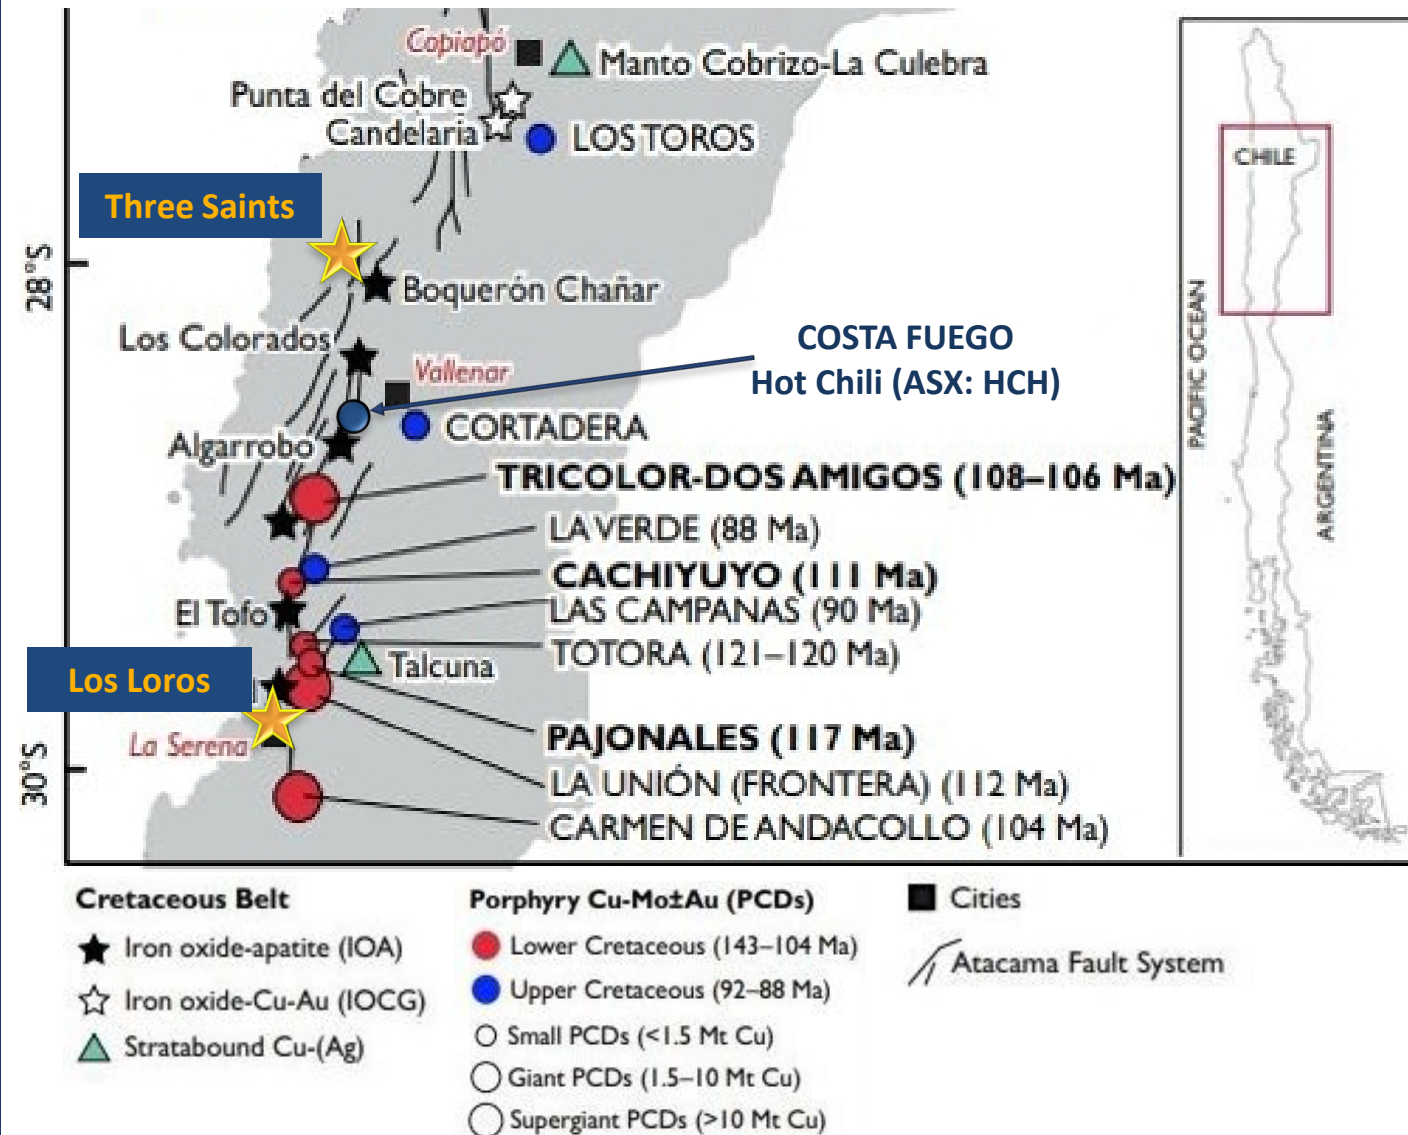 Copiapó
Manto Cobrizo-La Culebra
Punta del Cobre
Candelaria
LOS TOROS
Three Saints
28°S
Boquerón Chañar
Los Colorados
COSTA FUEGO
Hot Chili (ASX: HCH)
Vallenar
CORTADERA
Algarrobo
TRICOLOR-DOS AMIGOS (108–106 Ma)
LA VERDE (88 Ma)
CACHIYUYO (111 Ma)
El Tofo
LAS CAMPANAS (90 Ma)
TOTORA (121–120 Ma)
Talcuna
Los Loros
La Serena
PAJONALES (117 Ma)
30°S
LA UNIÓN (FRONTERA) (112 Ma)
CARMEN DE ANDACOLLO (104 Ma)
CHILE
PACIFIC OCEAN
ARGENTINA
Cretaceous Belt
Iron oxide-apatite (IOA)
Iron oxide-Cu-Au (IOCG)
Stratabound Cu-(Ag)
Porphyry Cu-Mo±Au (PCDs)
Lower Cretaceous (143–104 Ma)
Upper Cretaceous (92–88 Ma)
Small PCDs (<1.5 Mt Cu)
Giant PCDs (1.5–10 Mt Cu)
Supergiant PCDs (>10 Mt Cu)
Cities
Atacama Fault System